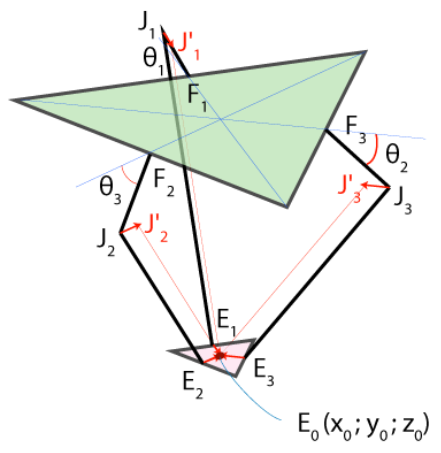 J₁
J'₁
θ₁
F₁
F₃
θ₂
F₂
θ₃
J'₃
J₃
J₂
J'₂
E₁
E₂
E₃
E₀(x₀; y₀; z₀)